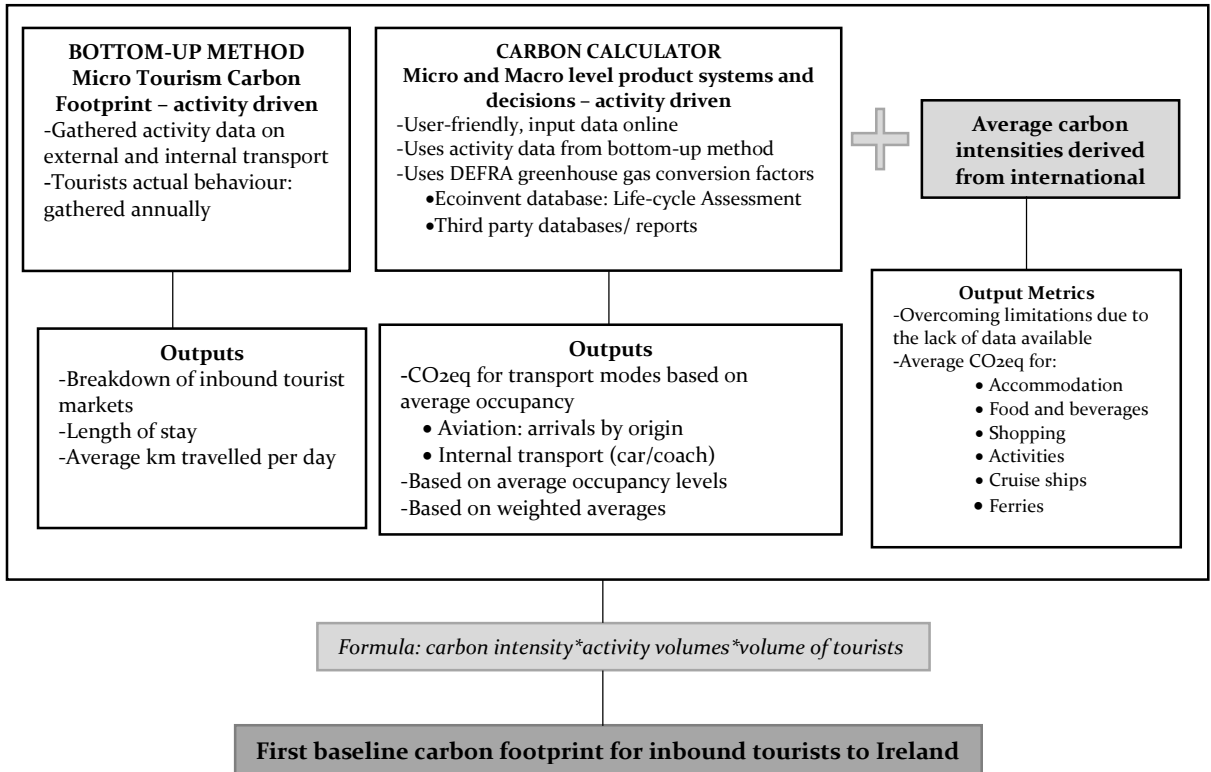 BOTTOM-UP METHOD
Micro Tourism Carbon
Footprint – activity driven
-Gathered activity data on
external and internal transport
-Tourists actual behaviour:
gathered annually
CARBON CALCULATOR
Micro and Macro level product systems and
decisions – activity driven
-User-friendly, input data online
-Uses activity data from bottom-up method
-Uses DEFRA greenhouse gas conversion factors
•Ecoinvent database: Life-cycle Assessment
•Third party databases/ reports
Average carbon
intensities derived
from international
Outputs
-Breakdown of inbound tourist
markets
-Length of stay
-Average km travelled per day
Outputs
-CO2eq for transport modes based on
average occupancy
• Aviation: arrivals by origin
• Internal transport (car/coach)
-Based on average occupancy levels
-Based on weighted averages
Output Metrics
-Overcoming limitations due to
the lack of data available
-Average CO2eq for:
• Accommodation
• Food and beverages
• Shopping
• Activities
• Cruise ships
• Ferries
Formula: carbon intensity*activity volumes*volume of tourists
First baseline carbon footprint for inbound tourists to Ireland